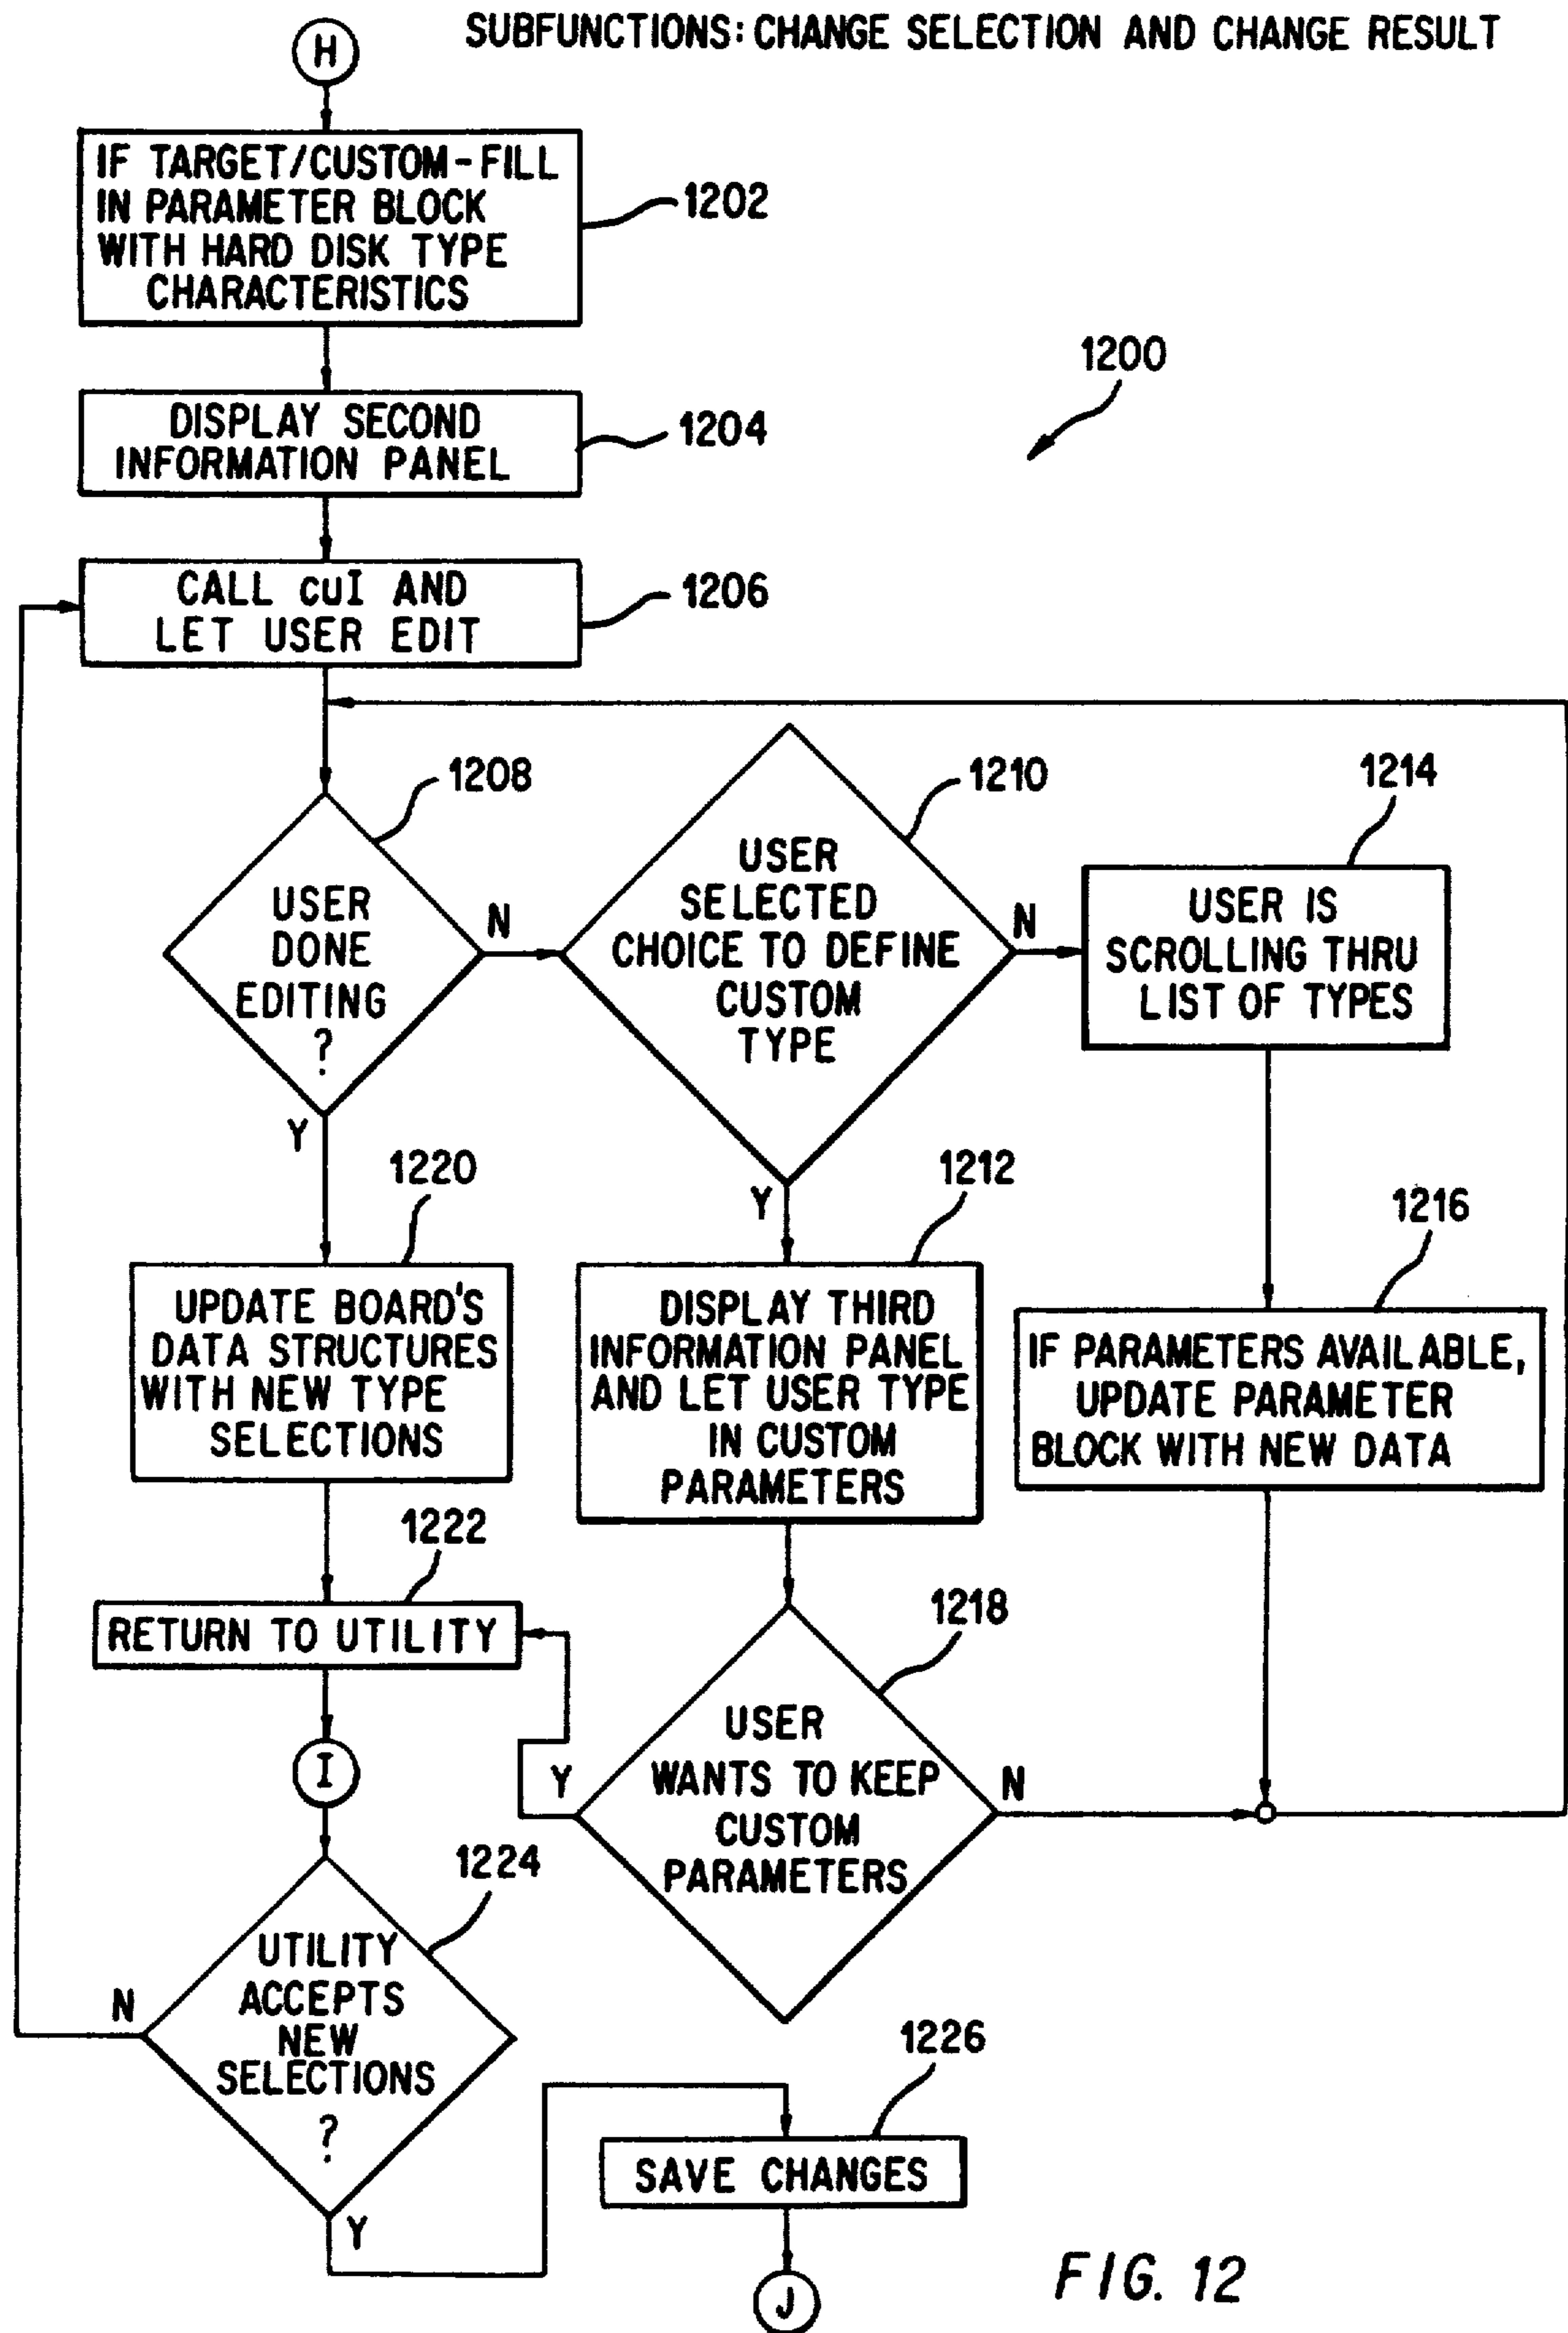 H
SUBFUNCTIONS: CHANGE SELECTION AND CHANGE RESULT
IF TARGET/CUSTOM-FILL
IN PARAMETER BLOCK
WITH HARD DISK TYPE
CHARACTERISTICS
1202
1200
DISPLAY SECOND
INFORMATION PANEL
1204
CALL cuI AND
LET USER EDIT
1206
1208
USER
DONE
EDITING
?
N
Y
1210
USER
SELECTED
CHOICE TO DEFINE
CUSTOM
TYPE
N
Y
1214
USER IS
SCROLLING THRU
LIST OF TYPES
1220
UPDATE BOARD'S
DATA STRUCTURES
WITH NEW TYPE
SELECTIONS
1212
DISPLAY THIRD
INFORMATION PANEL
AND LET USER TYPE
IN CUSTOM
PARAMETERS
1216
IF PARAMETERS AVAILABLE,
UPDATE PARAMETER
BLOCK WITH NEW DATA
1222
RETURN TO UTILITY
1218
USER
WANTS TO KEEP
CUSTOM
PARAMETERS
Y
N
I
1224
UTILITY
ACCEPTS
NEW
SELECTIONS
?
N
Y
1226
SAVE CHANGES
J
FIG. 12